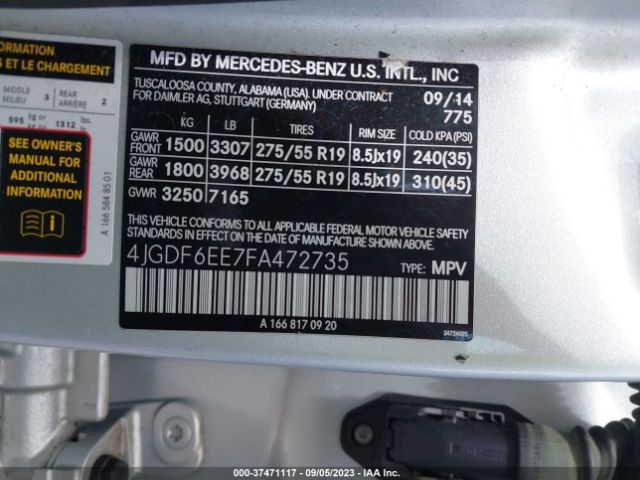 NFORMATION
S ET LE CHARGEMENT
MIDDLE
MILIEU 3 REAR
ARRIÈRE 2
595 kg 1312 lbs.
SEE OWNER'S
MANUAL FOR
ADDITIONAL
INFORMATION
A 166 584 85 01
MFD BY MERCEDES-BENZ U.S. INTL., INC
TUSCALOOSA COUNTY, ALABAMA (USA). UNDER CONTRACT
FOR DAIMLER AG, STUTTGART (GERMANY)
09/14
775
KG LB TIRES RIM SIZE COLD KPA (PSI)
GAWR
FRONT 1500 3307 275/55 R19 8.5Jx19 240(35)
GAWR
REAR 1800 3968 275/55 R19 8.5Jx19 310(45)
GVWR 3250 7165
THIS VEHICLE CONFORMS TO ALL APPLICABLE FEDERAL MOTOR VEHICLE SAFETY
STANDARDS IN EFFECT ON THE DATE OF MANUFACTURE SHOWN ABOVE.
4JGDF6EE7FA472735
TYPE: MPV
A 166 817 09 20
000-37471117 - 09/05/2023 - IAA Inc.